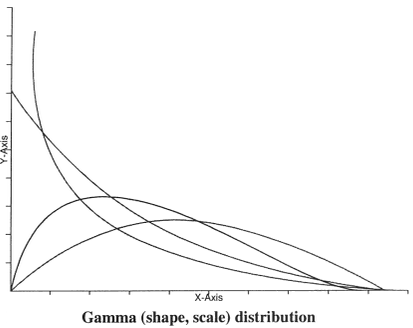 Y-Axis
X-Axis
Gamma (shape, scale) distribution